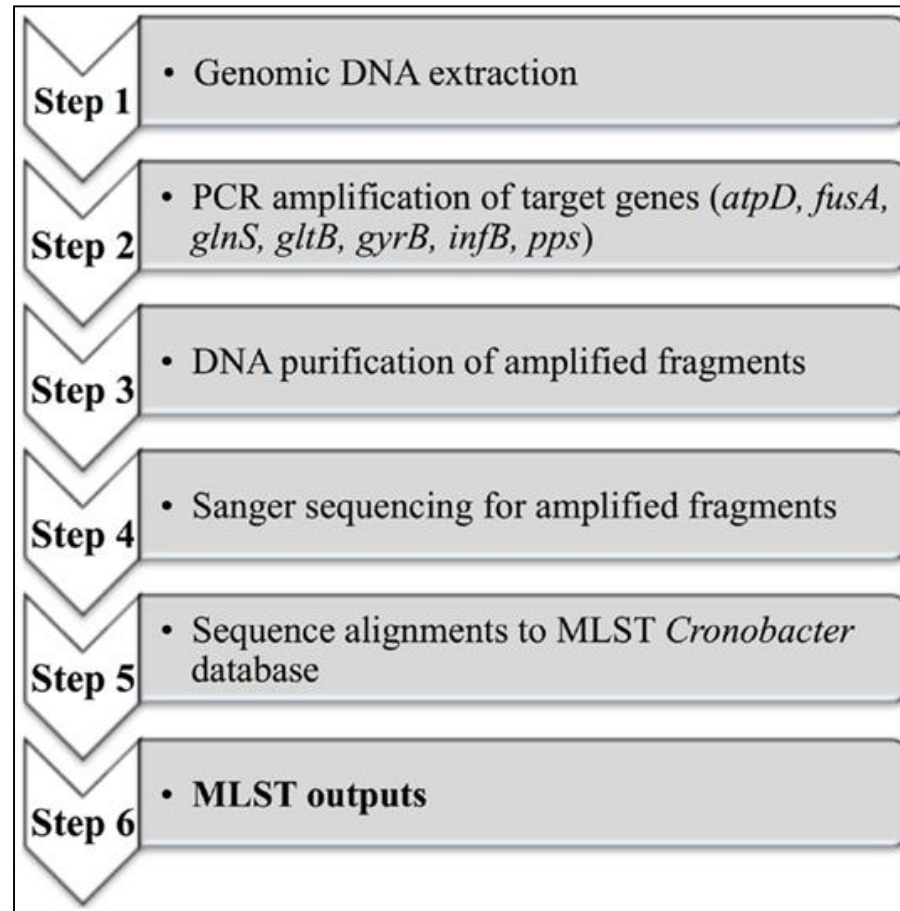 Step 1
• Genomic DNA extraction
Step 2
• PCR amplification of target genes (atpD, fusA,
glnS, gltB, gyrB, infB, pps)
Step 3
• DNA purification of amplified fragments
Step 4
• Sanger sequencing for amplified fragments
Step 5
• Sequence alignments to MLST Cronobacter
database
Step 6
• MLST outputs